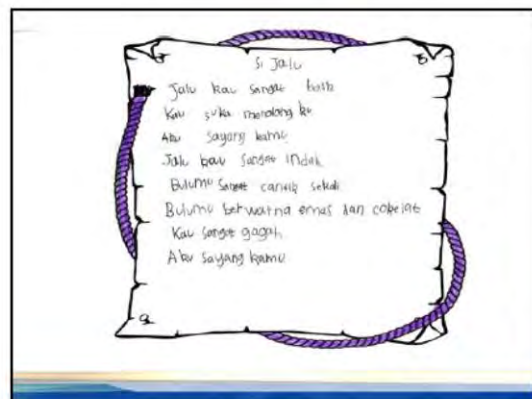 Si Jalu
Jalu kau sangat baik
Kau suka menolong ku
Aku sayang kamu
Jalu kau sangat indah
Bulumu sangat cantik sekali
Bulumu berwarna emas dan cokelat
Kau sangat gagah
Aku sayang kamu